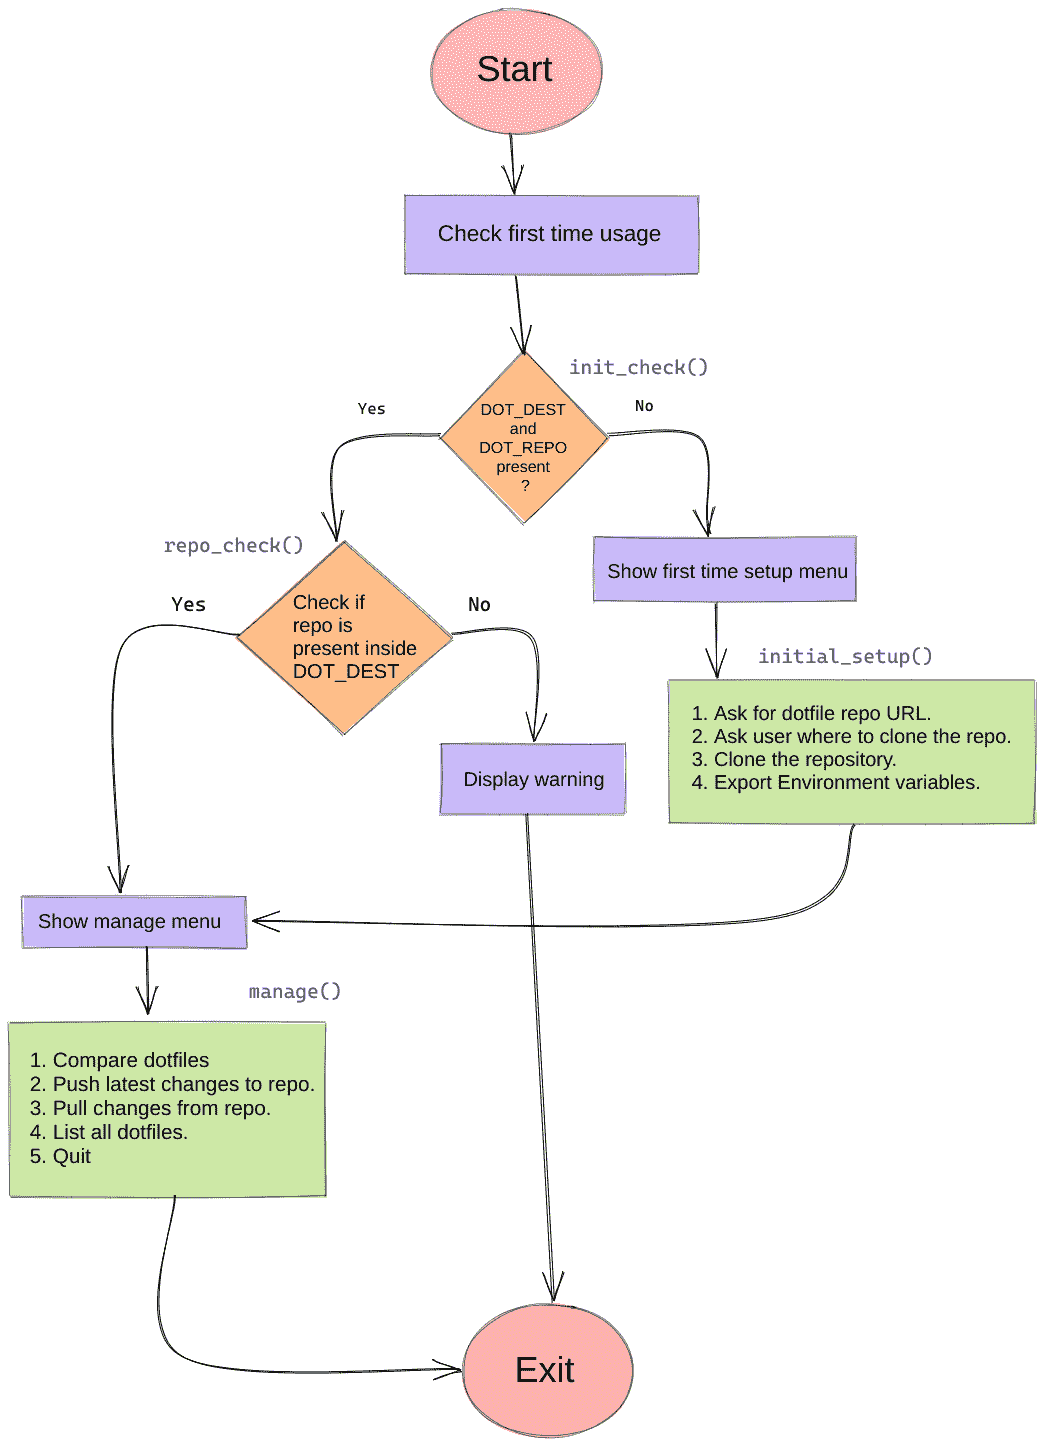 Start
Check first time usage
init_check()
Yes
No
DOT_DEST
and
DOT_REPO
present
?
repo_check()
Show first time setup menu
Yes
No
Check if
repo is
present inside
DOT_DEST
initial_setup()
1. Ask for dotfile repo URL.
2. Ask user where to clone the repo.
3. Clone the repository.
4. Export Environment variables.
Display warning
Show manage menu
manage()
1. Compare dotfiles
2. Push latest changes to repo.
3. Pull changes from repo.
4. List all dotfiles.
5. Quit
Exit